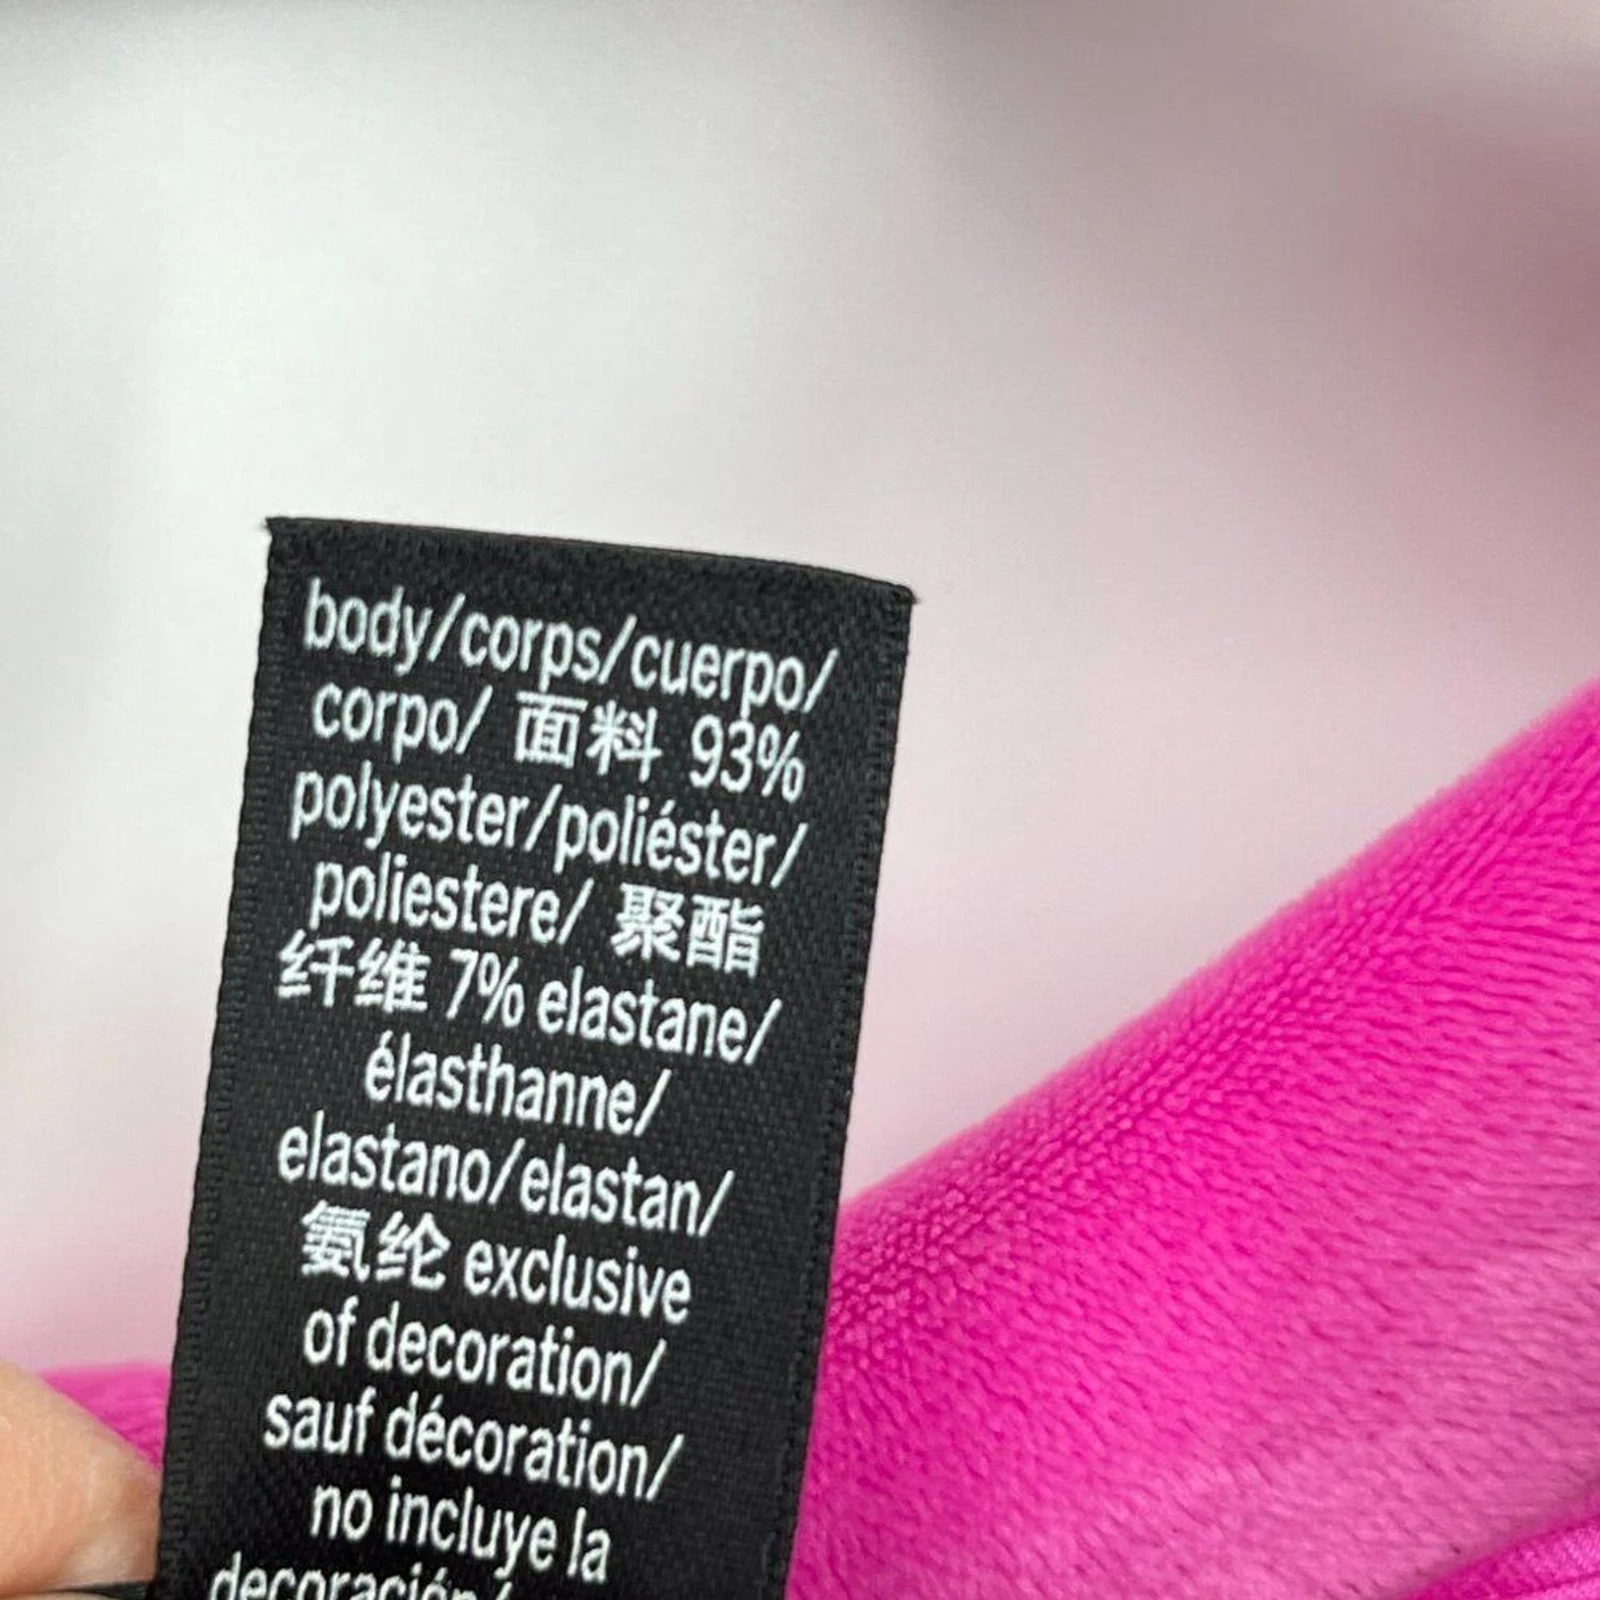 body/corps/cuerpo/
corpo/ 面料 93%
polyester/poliéster/
poliestere/ 聚酯
纤维 7% elastane/
élasthanne/
elastano/elastan/
氨纶 exclusive
of decoration/
sauf décoration/
no incluye la
decoración/